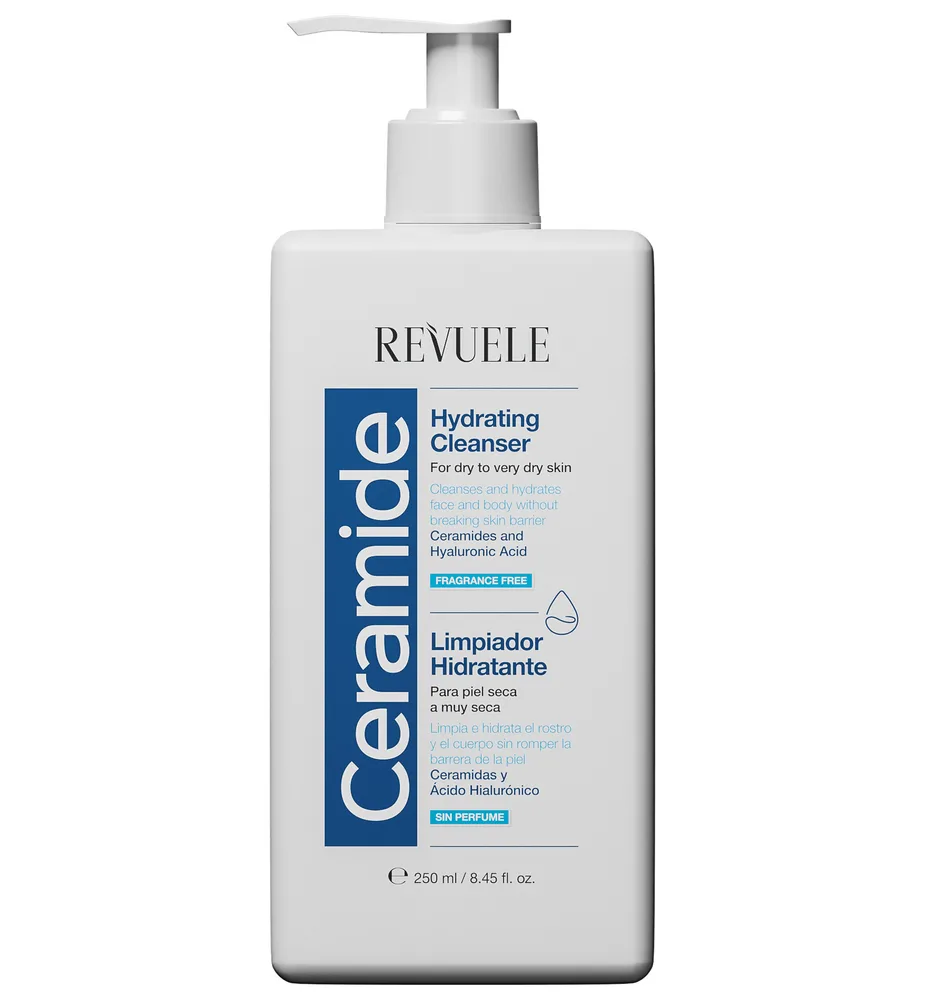 REVUELE
Ceramide
Hydrating
Cleanser
For dry to very dry skin
Cleanses and hydrates
face and body without
breaking skin barrier
Ceramides and
Hyaluronic Acid
FRAGRANCE FREE
Limpiador
Hidratante
Para piel seca
a muy seca
Limpia e hidrata el rostro
y el cuerpo sin romper la
barrera de la piel
Ceramidas y
Ácido Hialurónico
SIN PERFUME
℮ 250 ml / 8.45 fl. oz.